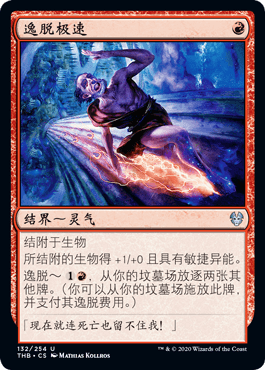 逸脱极速
结界~灵气
结附于生物
所结附的生物得 +1/+0 且具有敏捷异能。
逸脱~1,从你的坟墓场放逐两张其
他牌。(你可以从你的坟墓场施放此牌,
并支付其逸脱费用。)
「现在就连死亡也留不住我!」
132/254 U
THB • CS MATHIAS KOLLROS
™ & © 2020 Wizards of the Coast